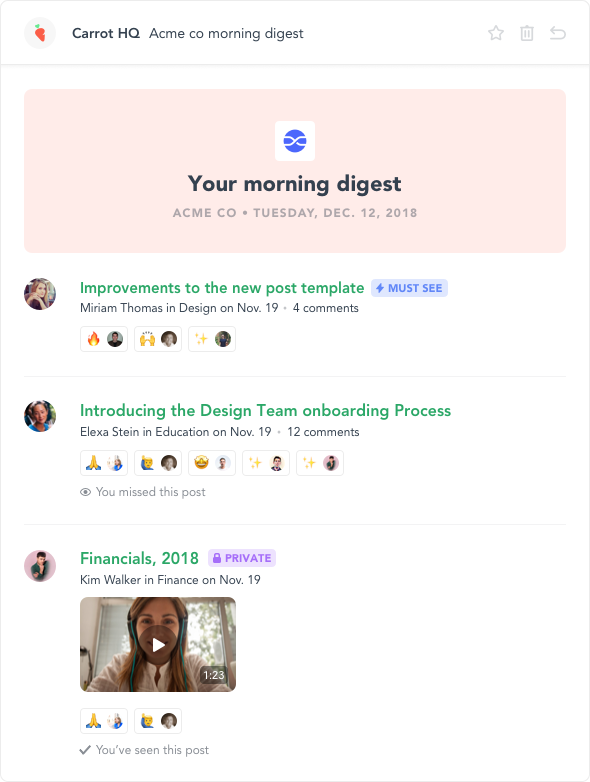 Carrot HQ Acme co morning digest
Your morning digest
ACME CO • TUESDAY, DEC. 12, 2018
Improvements to the new post template MUST SEE
Miriam Thomas in Design on Nov. 19 • 4 comments
Introducing the Design Team onboarding Process
Elexa Stein in Education on Nov. 19 • 12 comments
You missed this post
Financials, 2018 PRIVATE
Kim Walker in Finance on Nov. 19
1:23
You’ve seen this post